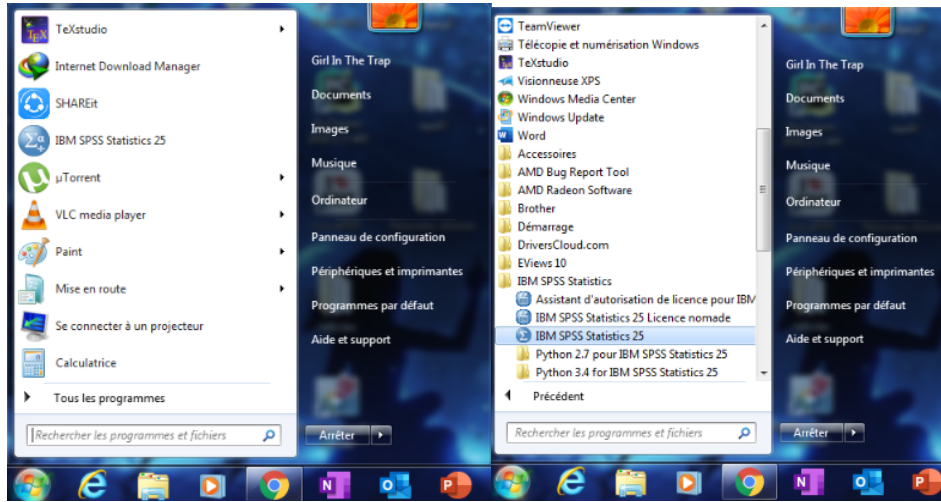 TeXstudio
Internet Download Manager
SHAREit
IBM SPSS Statistics 25
µTorrent
VLC media player
Paint
Mise en route
Se connecter à un projecteur
Calculatrice
Tous les programmes
Rechercher les programmes et fichiers
Girl In The Trap
Documents
Images
Musique
Ordinateur
Panneau de configuration
Périphériques et imprimantes
Programmes par défaut
Aide et support
Arrêter
TeamViewer
Télécopie et numérisation Windows
TeXstudio
Visionneuse XPS
Windows Media Center
Windows Update
Word
Accessoires
AMD Bug Report Tool
AMD Radeon Software
Brother
Démarrage
DriversCloud.com
EViews 10
IBM SPSS Statistics
Assistant d'autorisation de licence pour IBM
IBM SPSS Statistics 25 Licence nomade
IBM SPSS Statistics 25
Python 2.7 pour IBM SPSS Statistics 25
Python 3.4 for IBM SPSS Statistics 25
Précédent
Rechercher les programmes et fichiers
Girl In The Trap
Documents
Images
Musique
Ordinateur
Panneau de configuration
Périphériques et imprimantes
Programmes par défaut
Aide et support
Arrêter